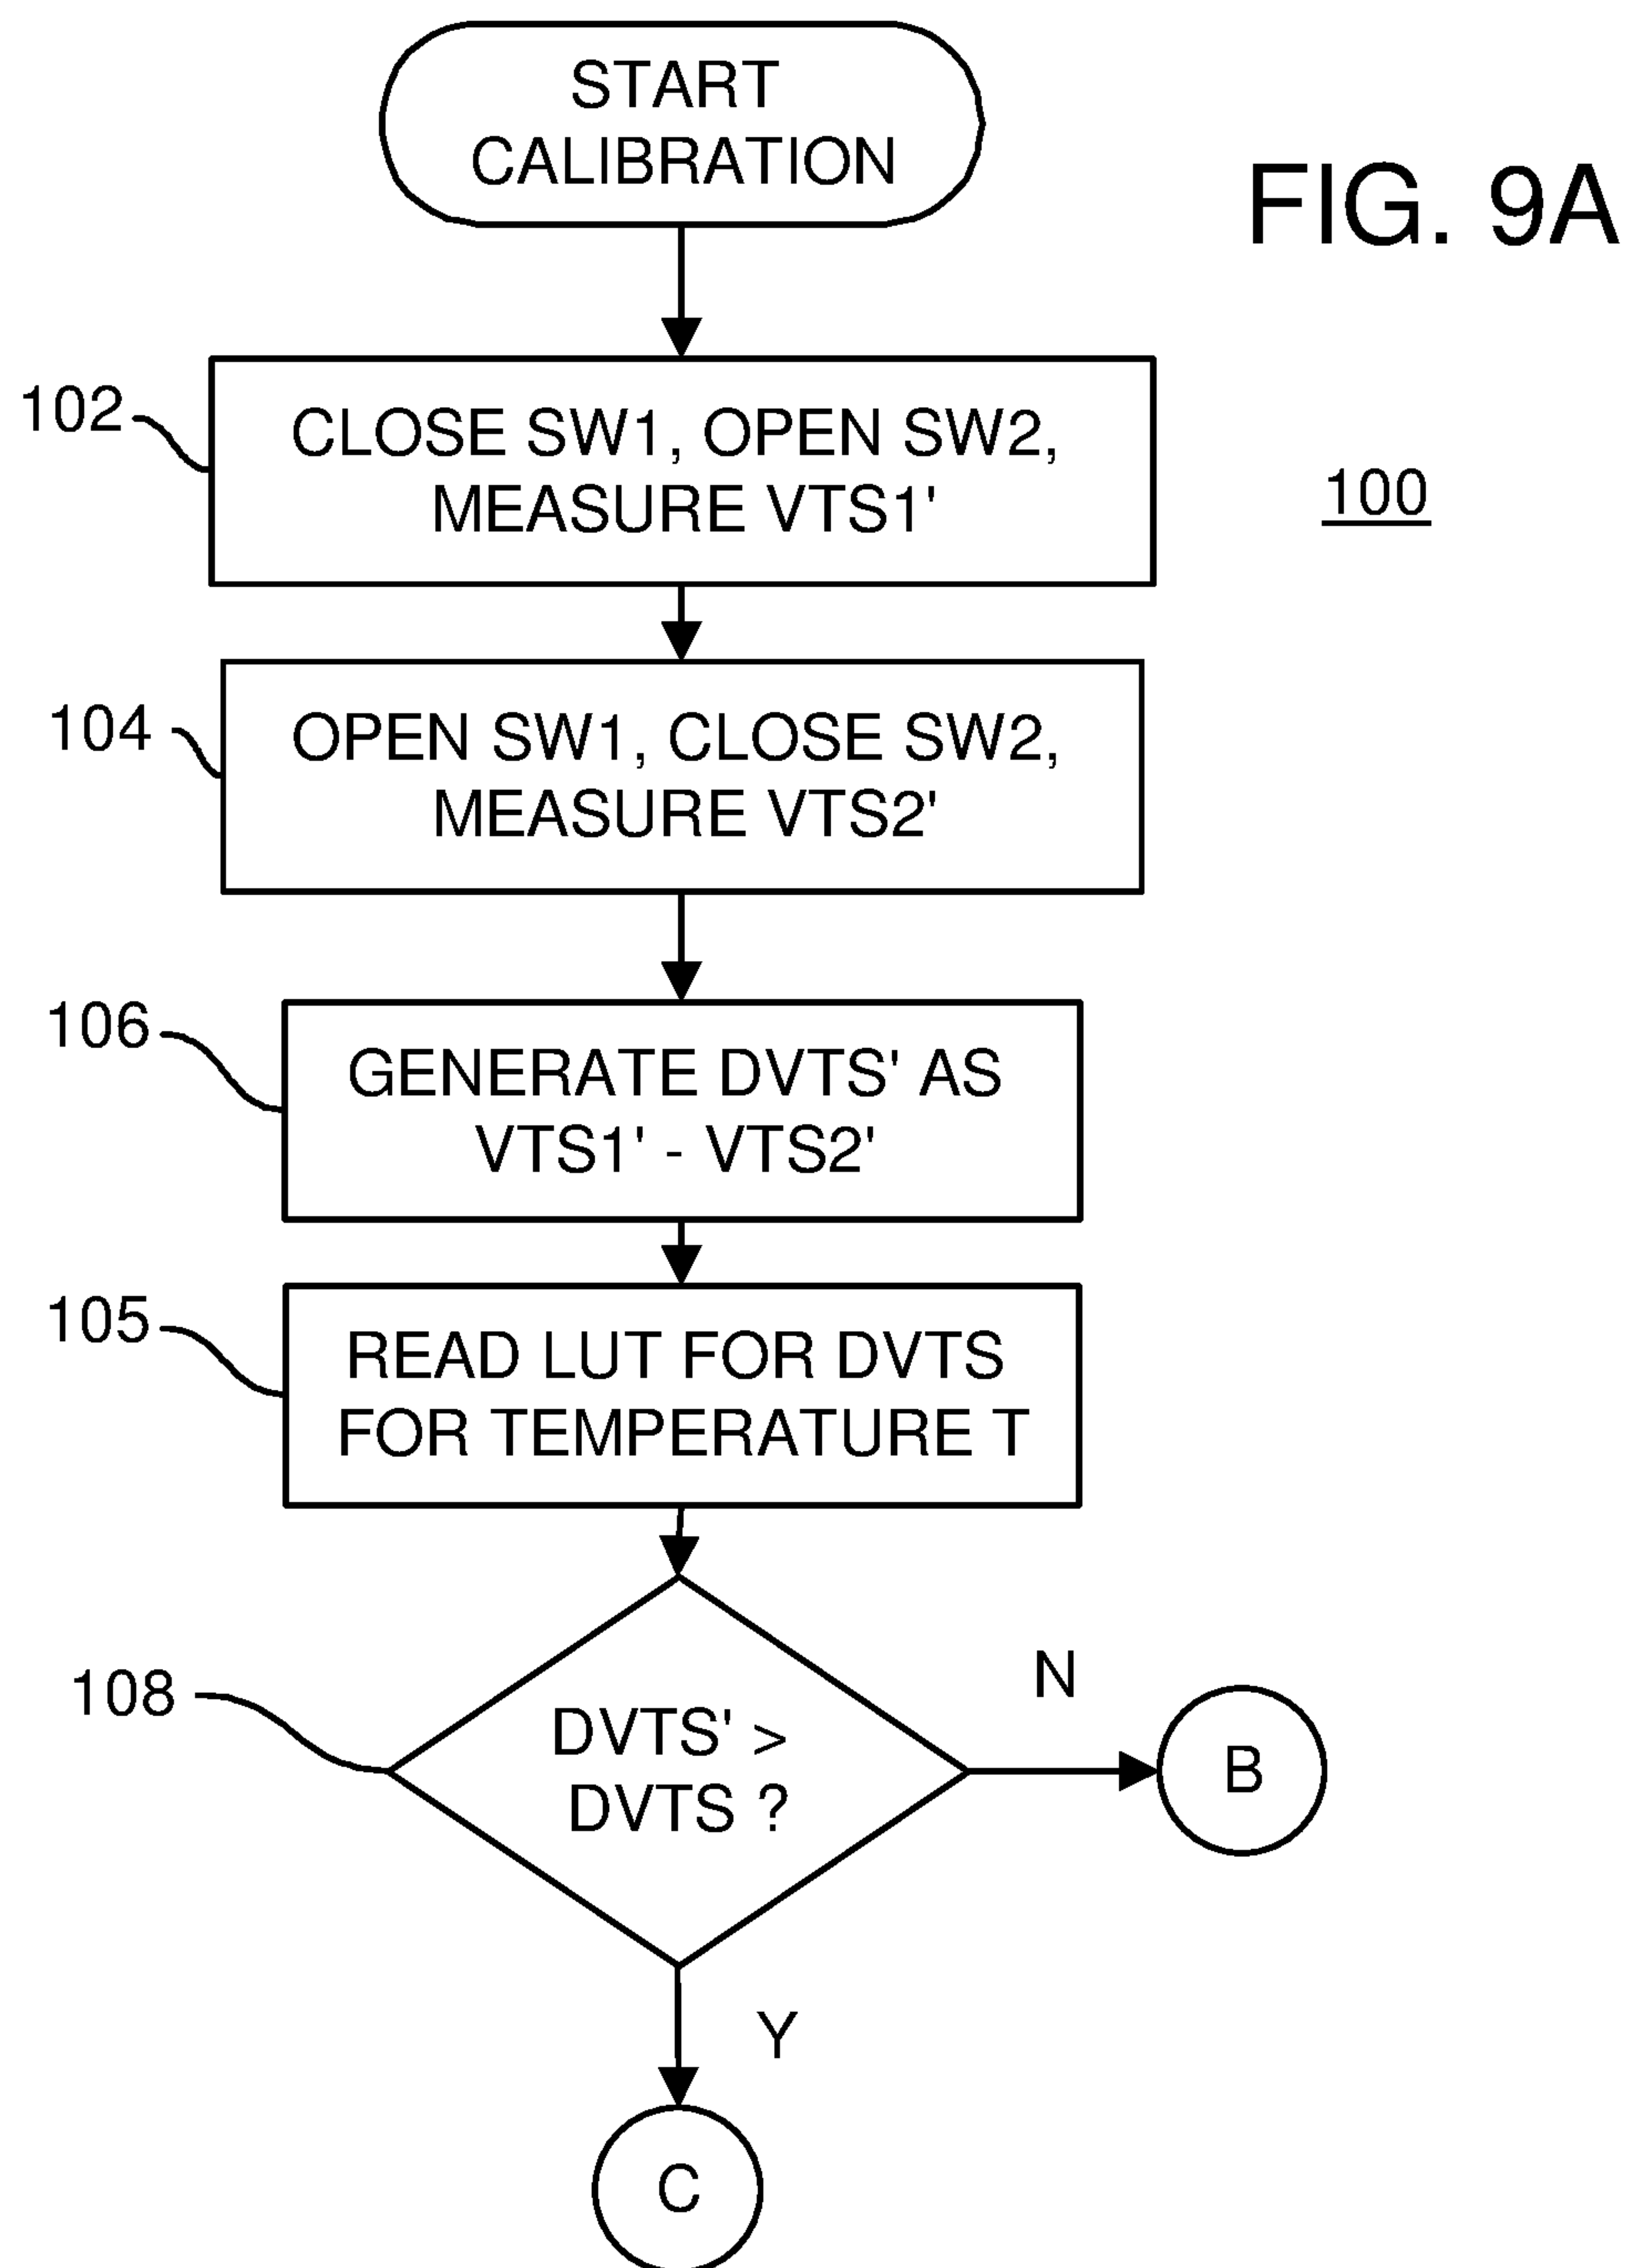 START
CALIBRATION
FIG. 9A
102
CLOSE SW1, OPEN SW2,
MEASURE VTS1'
100
104
OPEN SW1, CLOSE SW2,
MEASURE VTS2'
106
GENERATE DVTS' AS
VTS1' - VTS2'
105
READ LUT FOR DVTS
FOR TEMPERATURE T
108
DVTS' >
DVTS ?
N
B
Y
C